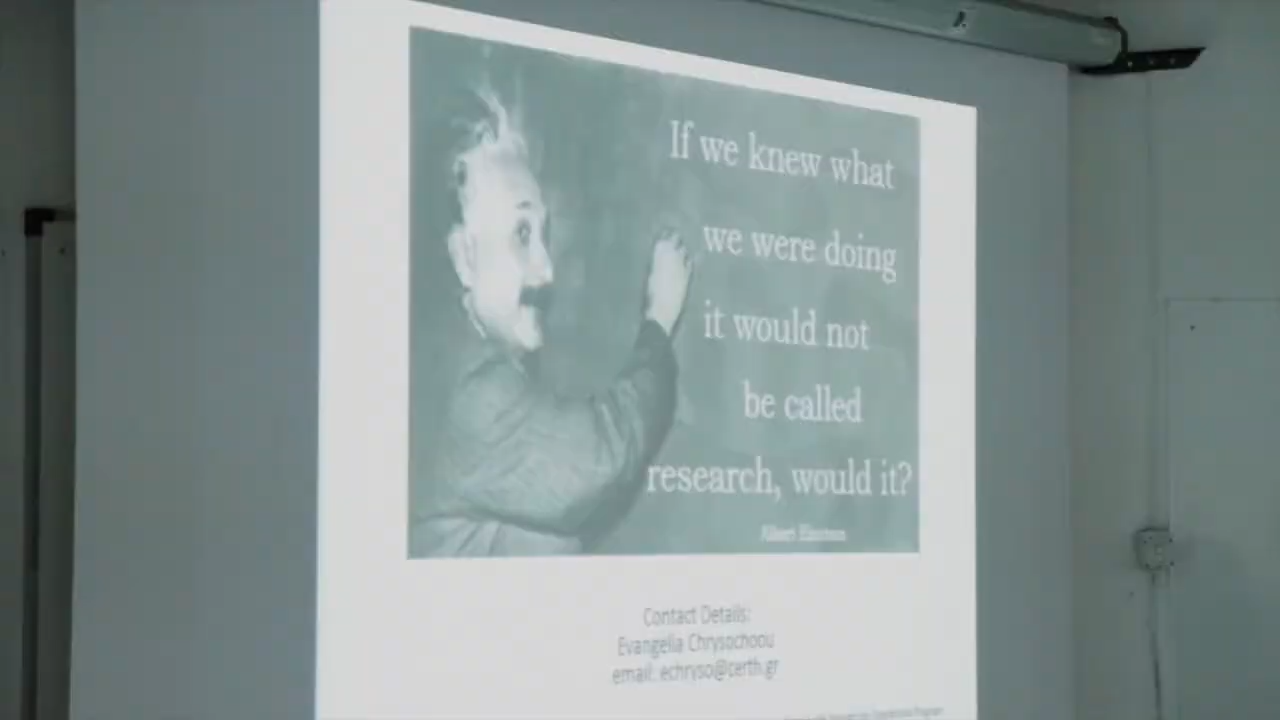 If we knew what
we were doing
it would not
be called
research, would it?
Albert Einstein
Contact Details:
Evangelia Chrysochoou
email: echryso@certh.gr